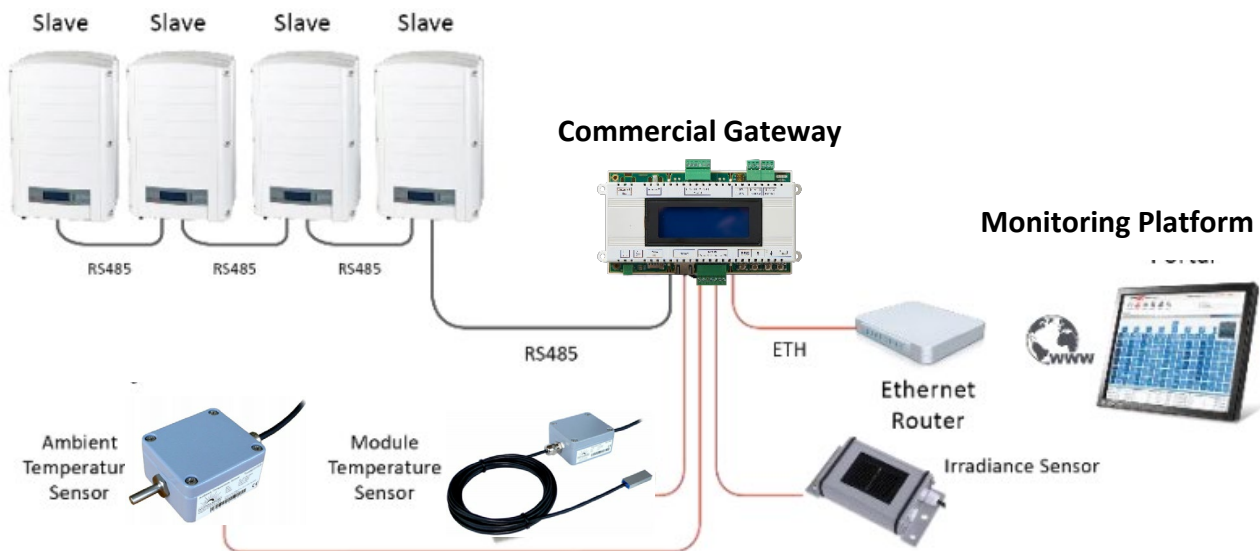 Slave
Slave
Slave
Slave
Commercial Gateway
Monitoring Platform
RS485
RS485
RS485
RS485
ETH
www
Ethernet
Router
Ambient
Temperatur
Sensor
Module
Temperature
Sensor
Irradiance Sensor